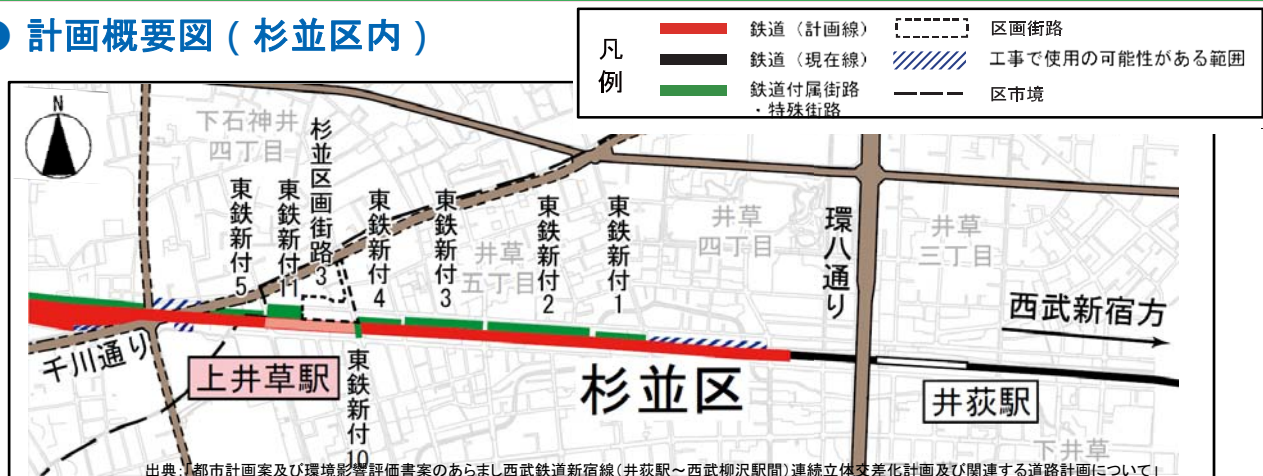 計画概要図（杉並区内）
凡例
鉄道（計画線）
鉄道（現在線）
鉄道付属街路
・特殊街路
区画街路
工事で使用の可能性がある範囲
区市境
N
下石神井
四丁目
杉並区画街路3
東鉄新付5
東鉄新付11
東鉄新付4
東鉄新付3
井草
五丁目
東鉄新付2
東鉄新付1
井草
四丁目
環八通り
井草
三丁目
西武新宿方
千川通り
上井草駅
東鉄新付10
杉並区
井荻駅
下井草
出典：「都市計画案及び環境影響評価書案のあらまし西武鉄道新宿線（井荻駅～西武柳沢駅間）連続立体交差化計画及び関連する道路計画について」